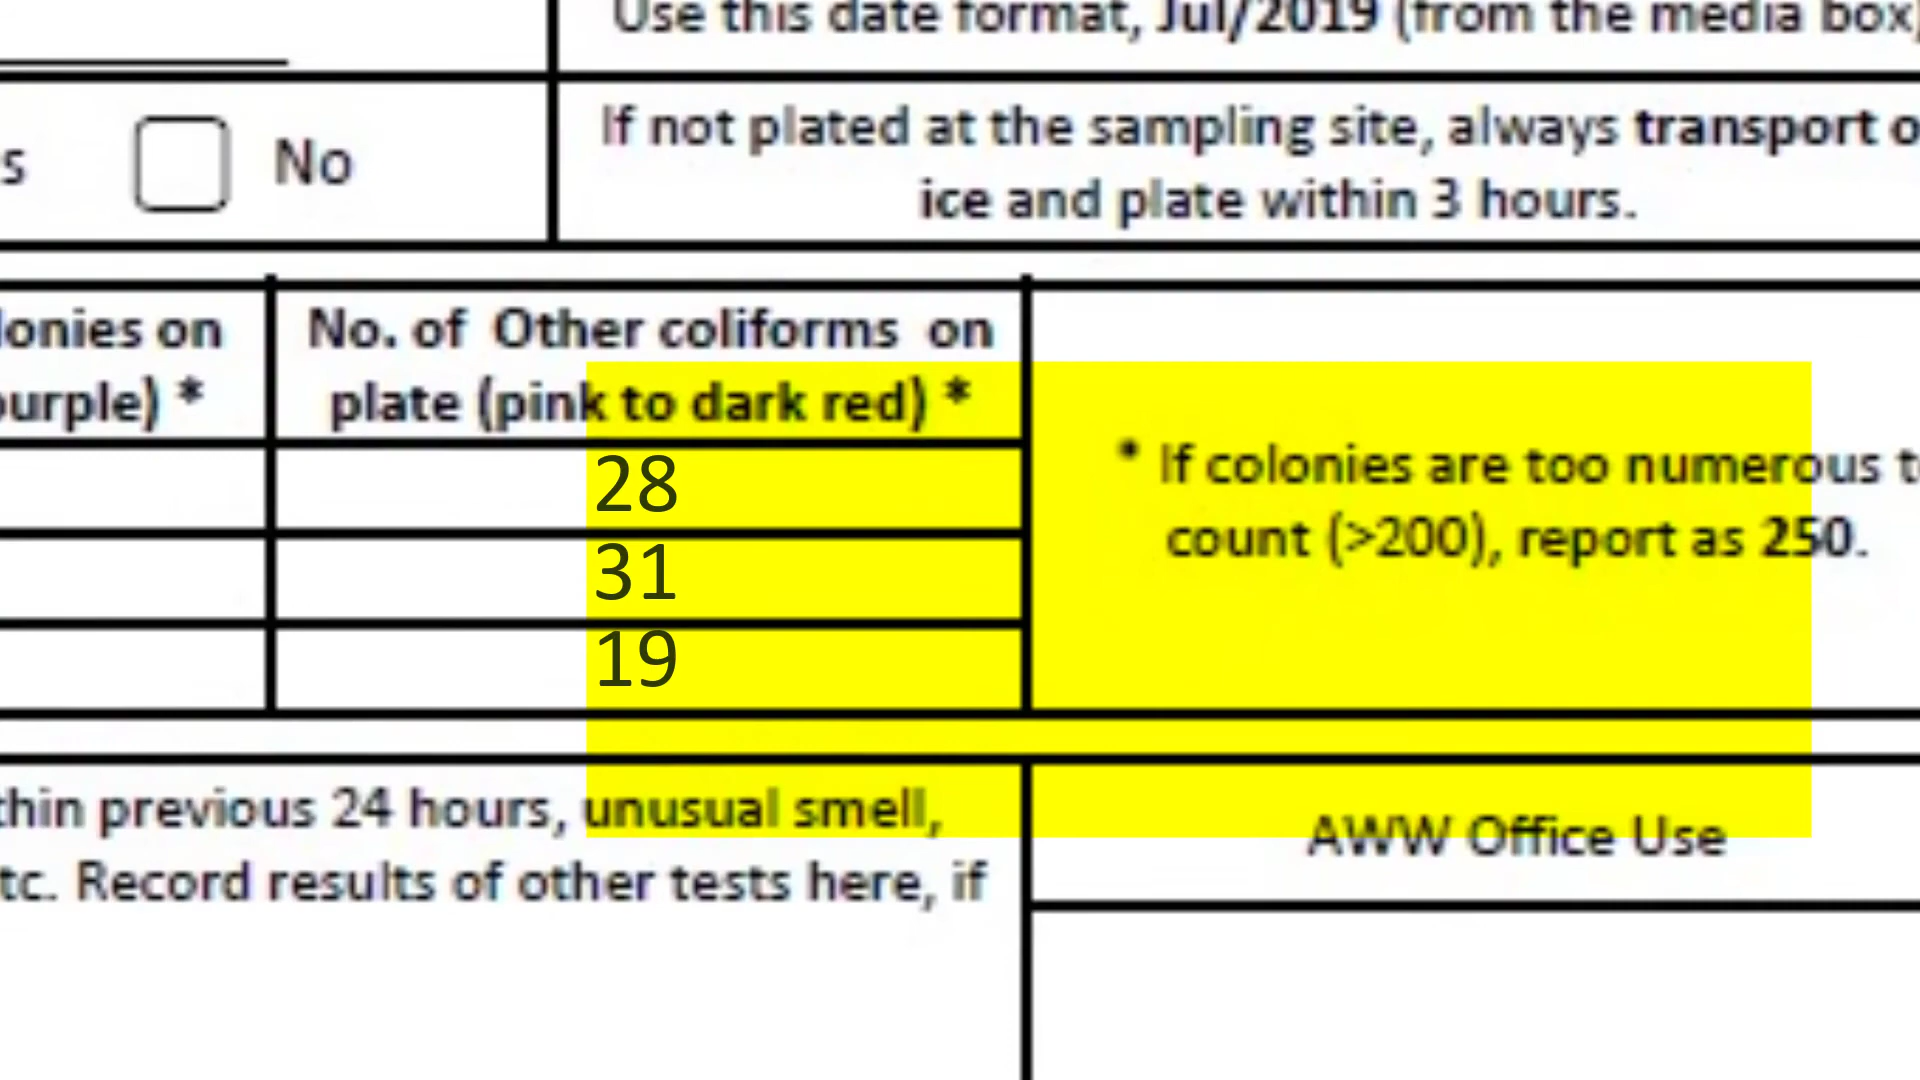 Use this date format, Jul/2019 (from the media box)
s No
If not plated at the sampling site, always transport o
ice and plate within 3 hours.
lonies on
purple) *
No. of Other coliforms on
plate (pink to dark red) *
28
31
19
* If colonies are too numerous t
count (>200), report as 250.
thin previous 24 hours, unusual smell,
tc. Record results of other tests here, if
AWW Office Use